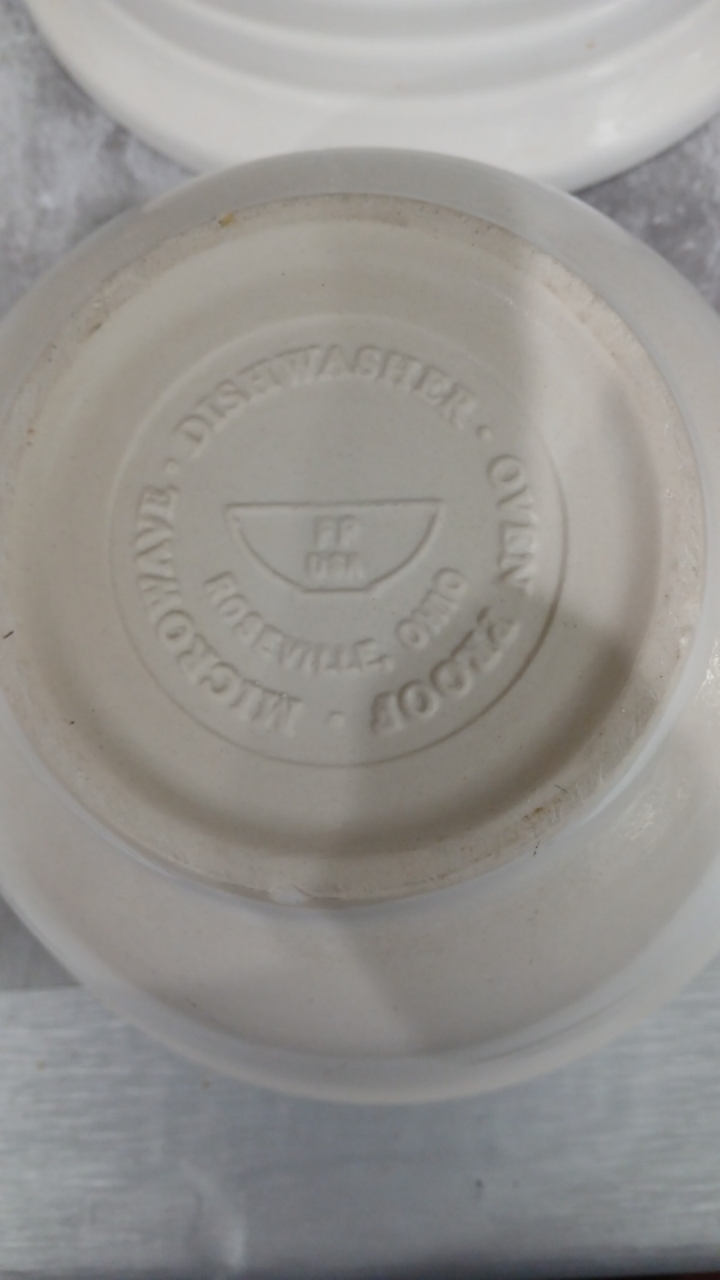 MICROWAVE · DISHWASHER · OVEN PROOF ·
RP
USA
ROSEVILLE, OHIO